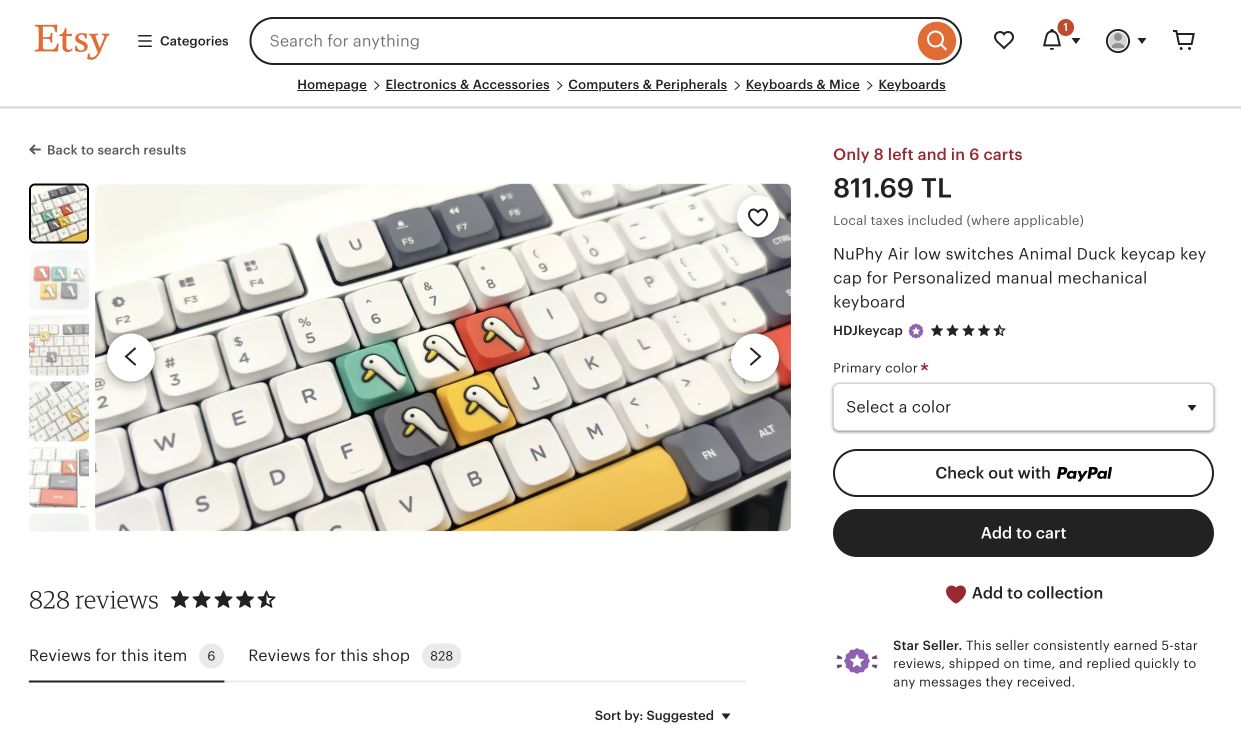 Etsy
Categories
Search for anything
1
Homepage > Electronics & Accessories > Computers & Peripherals > Keyboards & Mice > Keyboards
← Back to search results
Only 8 left and in 6 carts
811.69 TL
Local taxes included (where applicable)
NuPhy Air low switches Animal Duck keycap key
cap for Personalized manual mechanical
keyboard
HDJkeycap
Primary color *
Select a color
Check out with PayPal
Add to cart
Add to collection
Star Seller. This seller consistently earned 5-star
reviews, shipped on time, and replied quickly to
any messages they received.
F2 F3 F4 U F5 F7 F8 F9
@ 2 # 3 $ 4 % 5 ^ 6 & 7 * 8 ( 9 ) 0 CTRL
W E R I O P
S D F J K L
V B N M < , > . FN ALT
828 reviews
Reviews for this item 6 Reviews for this shop 828
Sort by: Suggested